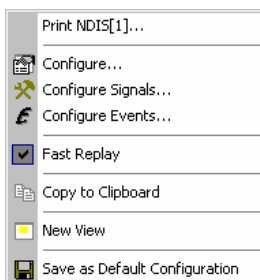 Print NDIS[1]...
Configure...
Configure Signals...
Configure Events...
Fast Replay
Copy to Clipboard
New View
Save as Default Configuration